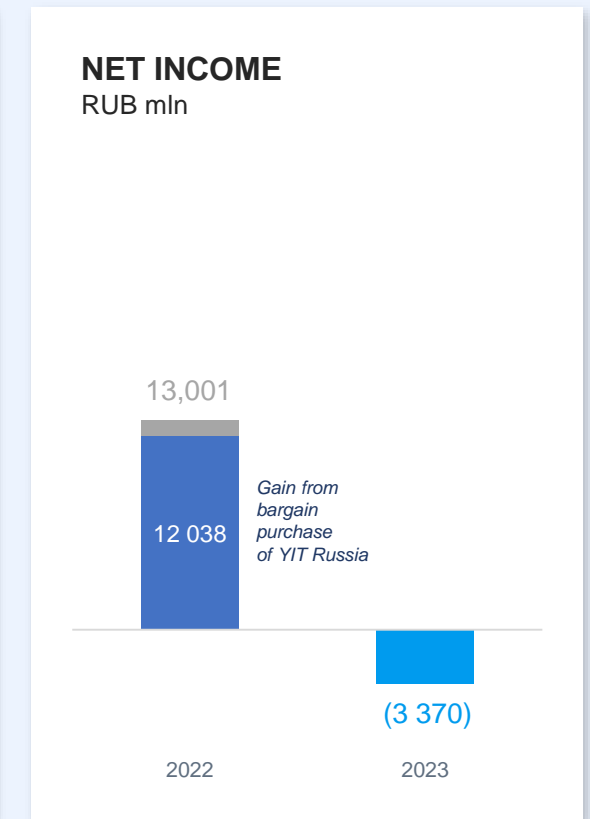 NET INCOME
RUB mln
13,001
12 038
Gain from
bargain
purchase
of YIT Russia
(3 370)
2022
2023